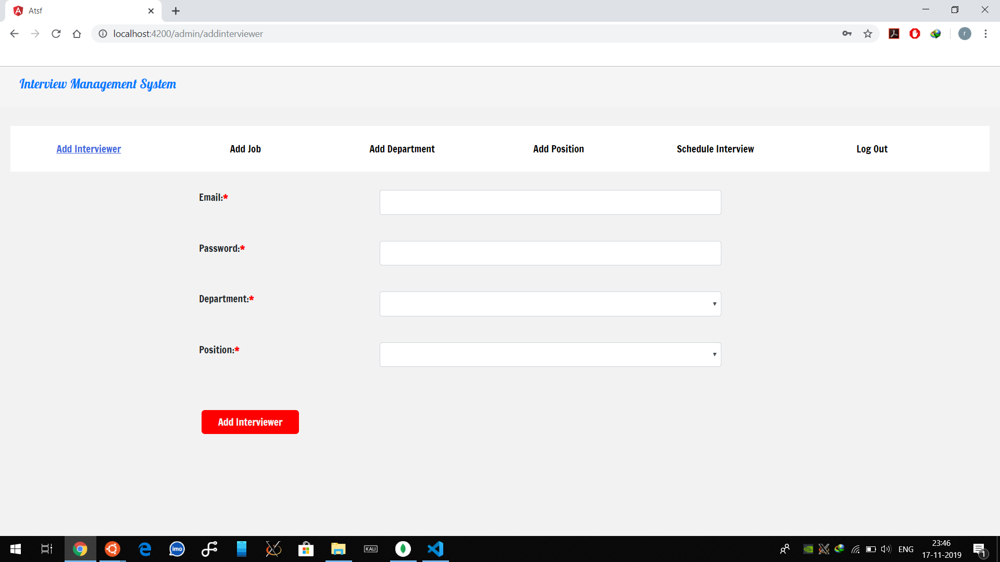 Atsf
localhost:4200/admin/addinterviewer
r
Interview Management System
Add Interviewer Add Job Add Department Add Position Schedule Interview Log Out
Email:*
Password:*
Department:*
Position:*
Add Interviewer
imo
KALI
ENG
23:46
17-11-2019
1